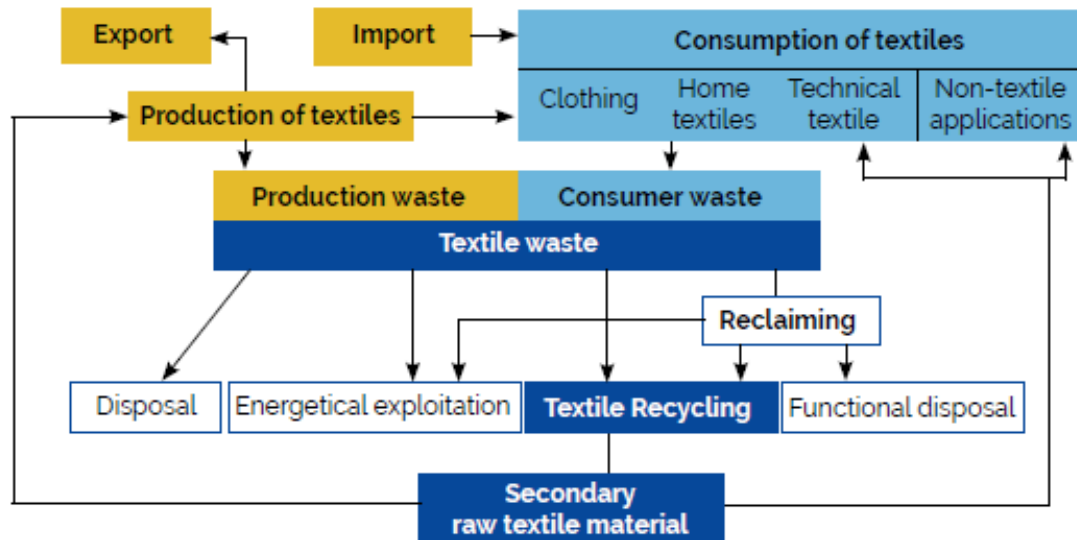 Export
Import
Consumption of textiles
Clothing
Home
textiles
Technical
textile
Non-textile
applications
Production of textiles
Production waste
Consumer waste
Textile waste
Reclaiming
Disposal
Energetical exploitation
Textile Recycling
Functional disposal
Secondary
raw textile material